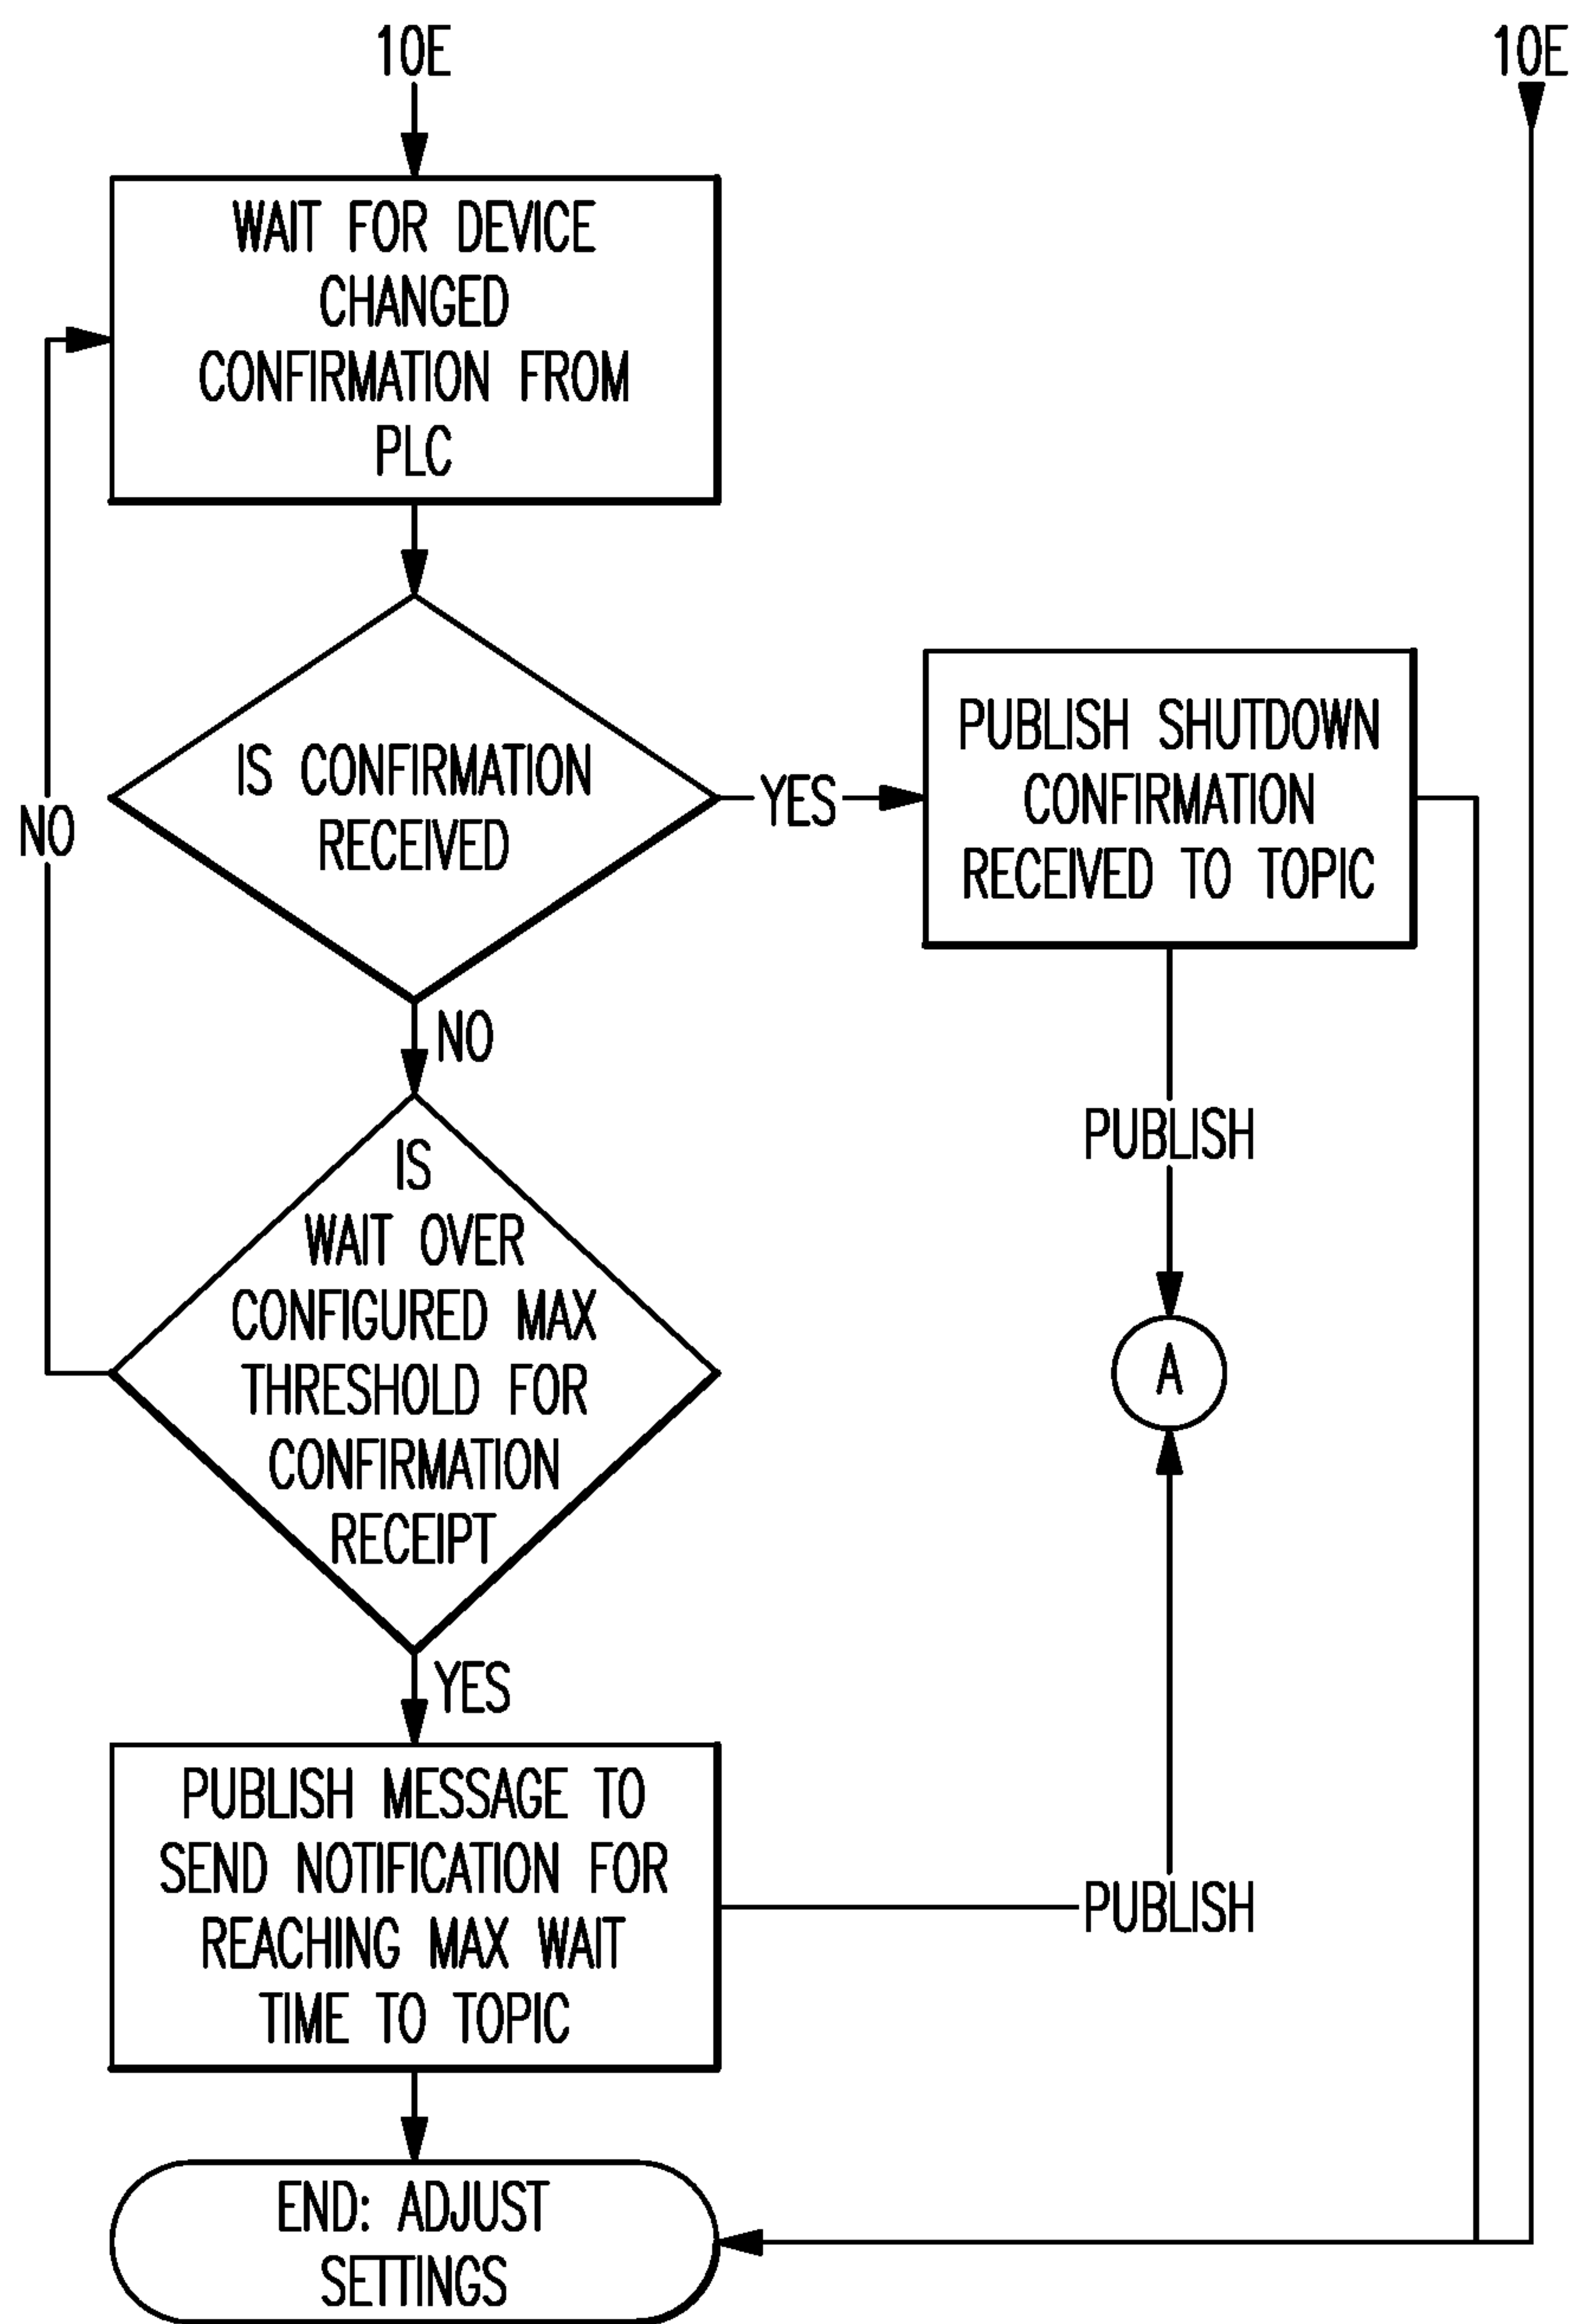 10E
10E
WAIT FOR DEVICE
CHANGED
CONFIRMATION FROM
PLC
IS CONFIRMATION
RECEIVED
YES
PUBLISH SHUTDOWN
CONFIRMATION
RECEIVED TO TOPIC
NO
NO
PUBLISH
IS
WAIT OVER
CONFIGURED MAX
THRESHOLD FOR
CONFIRMATION
RECEIPT
A
YES
PUBLISH MESSAGE TO
SEND NOTIFICATION FOR
REACHING MAX WAIT
TIME TO TOPIC
PUBLISH
END: ADJUST
SETTINGS